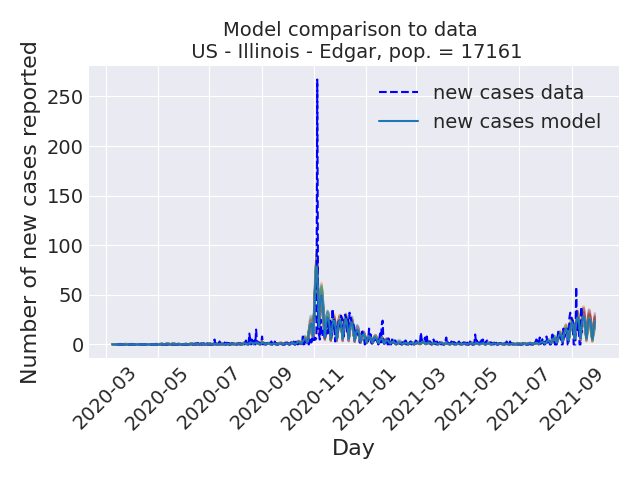 Model comparison to data
US - Illinois - Edgar, pop. = 17161
Number of new cases reported
250
200
150
100
50
0
new cases data
new cases model
2020-03
2020-05
2020-07
2020-09
2020-11
2021-01
2021-03
2021-05
2021-07
2021-09
Day